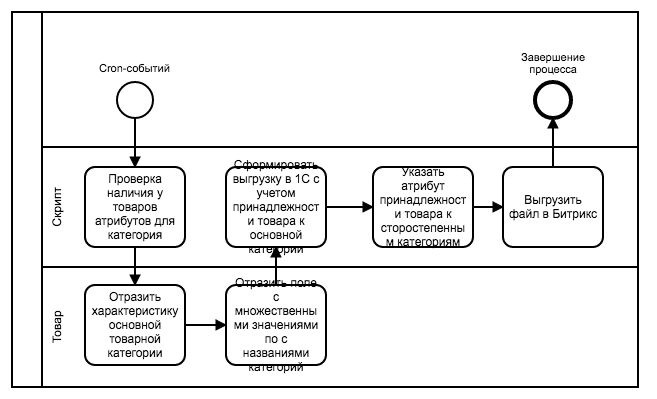 Cron-событий
Завершение
процесса
Скрипт
Проверка
наличия у
товаров
атрибутов для
категория
Сформировать
выгрузку в 1С с
учетом
принадлежност
и товара к
основной
категории
Указать
атрибут
принадлежност
и товара к
сторостепенны
м категориям
Выгрузить
файл в Битрикс
Товар
Отразить
характеристику
основной
товарной
категории
Отразить поле
с
множественны
ми значениями
по с
названиями
категорий